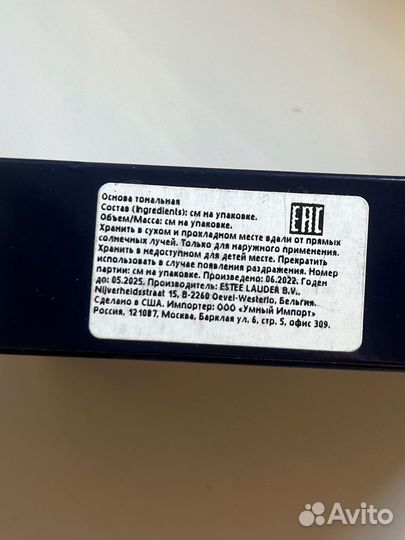 Основа тональная
Состав (Ingredients): см на упаковке.
Объем/Масса: см на упаковке.
Хранить в сухом и прохладном месте вдали от прямых
солнечных лучей. Только для наружного применения.
Хранить в недоступном для детей месте. Прекратить
использовать в случае появления раздражения. Номер
партии: см на упаковке. Произведено: 06.2022. Годен
до: 05.2025. Производитель: ESTEE LAUDER B.V.,
Nijverheidsstraat 15, B-2260 Oevel-Westerlo, Бельгия.
Сделано в США. Импортер: ООО «Умный Импорт»
Россия, 121087, Москва, Барклая ул. 6, стр. 5, офис 309.
EAC
Avito